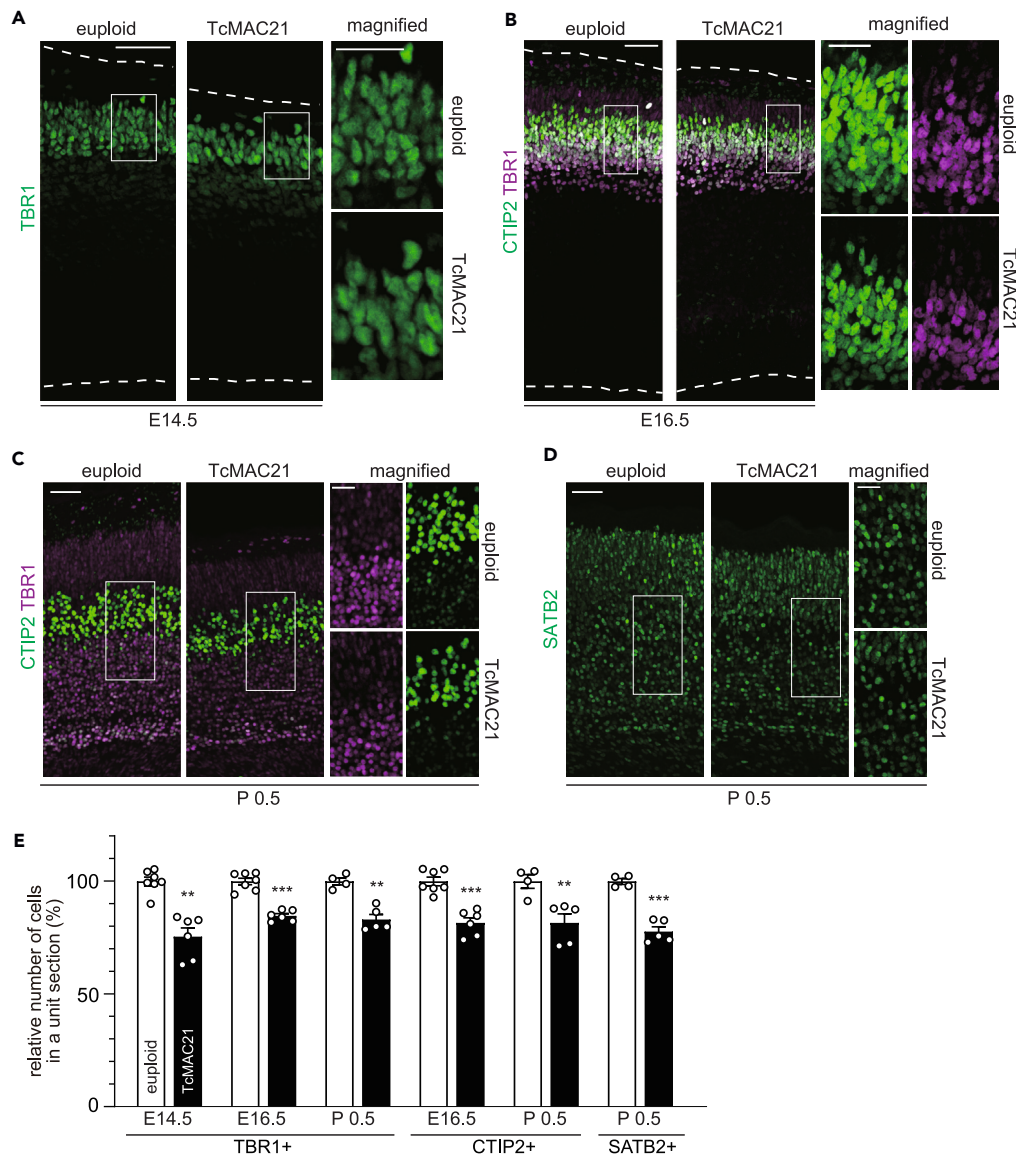 A
euploid
TcMAC21
magnified
TBR1
euploid
TcMAC21
E14.5
B
euploid
TcMAC21
magnified
CTIP2 TBR1
euploid
TcMAC21
E16.5
C
euploid
TcMAC21
magnified
CTIP2 TBR1
euploid
TcMAC21
P 0.5
D
euploid
TcMAC21
magnified
SATB2
euploid
TcMAC21
P 0.5
E
relative number of cells
in a unit section (%)
100
50
0
** *** ** *** ** ***
euploid
TcMAC21
E14.5 E16.5 P 0.5 E16.5 P 0.5 P 0.5
TBR1+ CTIP2+ SATB2+